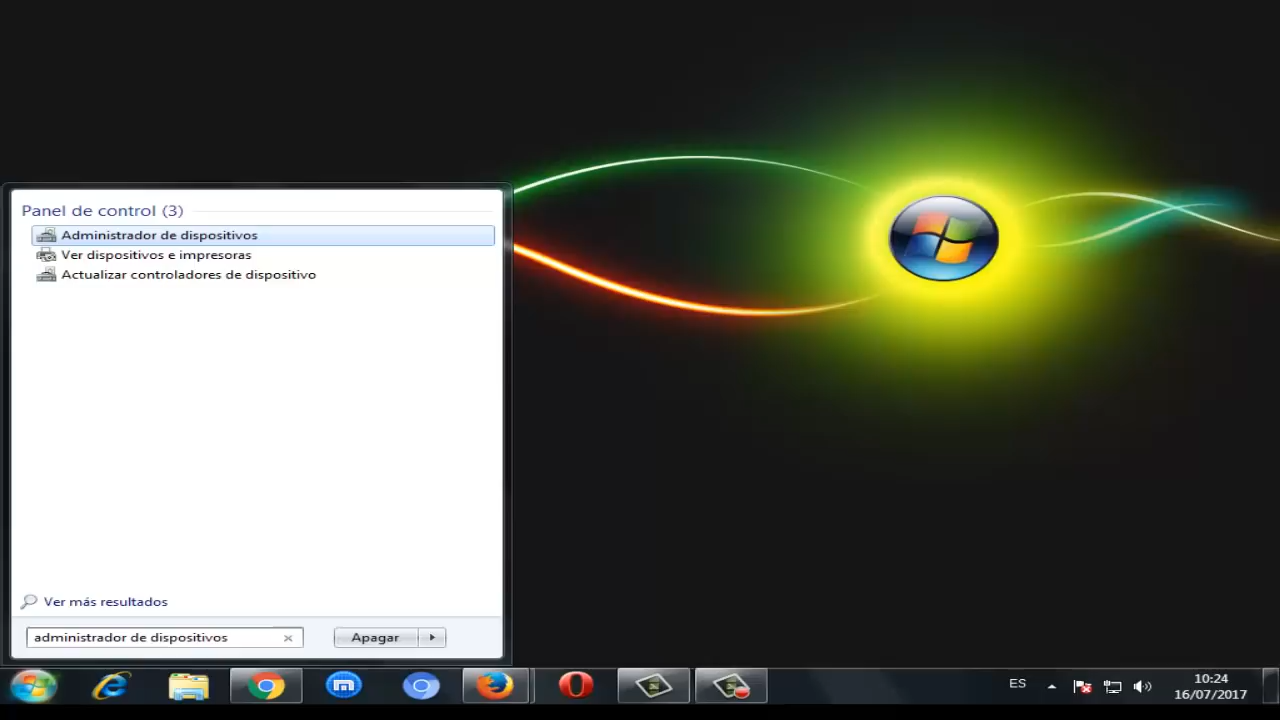 Panel de control (3)
Administrador de dispositivos
Ver dispositivos e impresoras
Actualizar controladores de dispositivo
Ver más resultados
administrador de dispositivos
Apagar
ES
10:24
16/07/2017